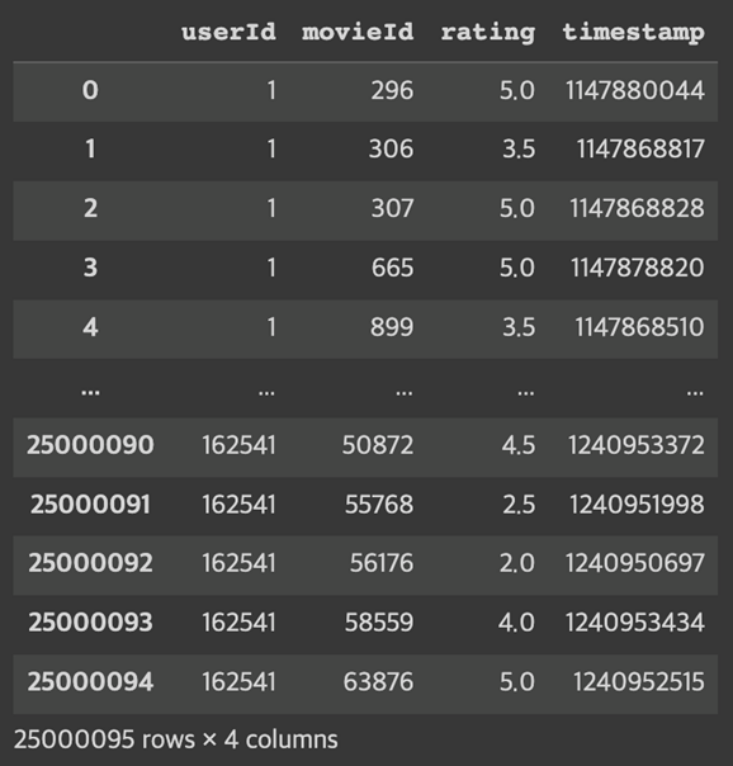 userId movieId rating timestamp
0 1 296 5.0 1147880044
1 1 306 3.5 1147868817
2 1 307 5.0 1147868828
3 1 665 5.0 1147878820
4 1 899 3.5 1147868510
... ... ... ... ...
25000090 162541 50872 4.5 1240953372
25000091 162541 55768 2.5 1240951998
25000092 162541 56176 2.0 1240950697
25000093 162541 58559 4.0 1240953434
25000094 162541 63876 5.0 1240952515
25000095 rows × 4 columns